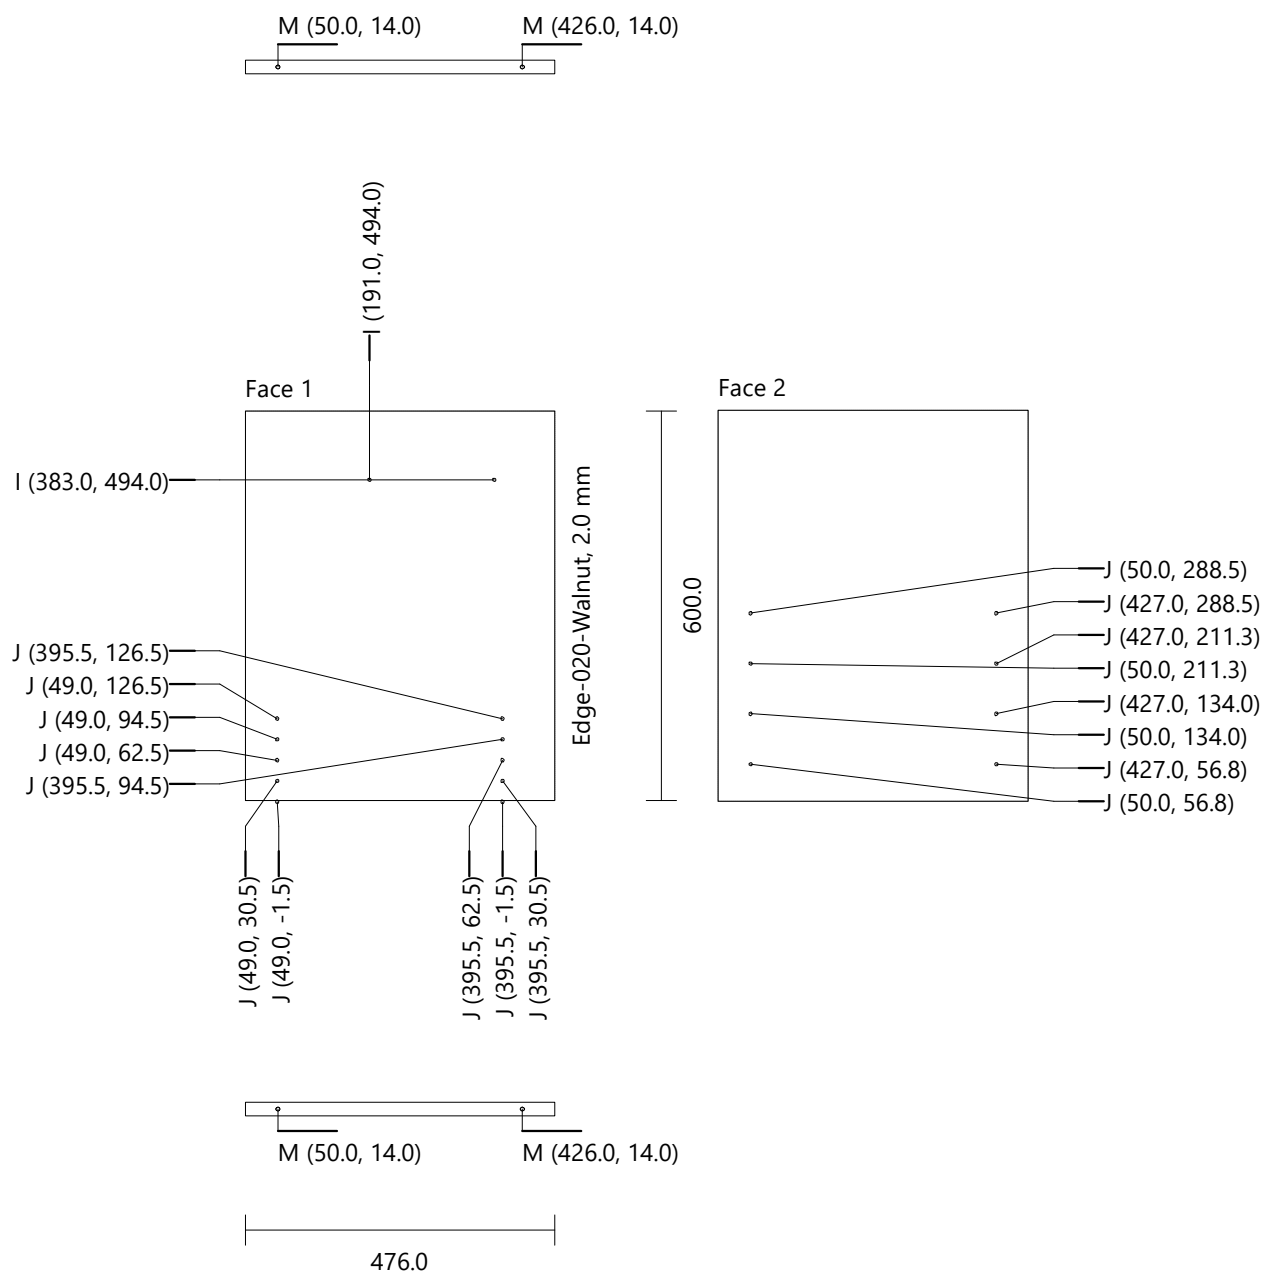 M (50.0, 14.0)
M (426.0, 14.0)
I (191.0, 494.0)
Face 1
Face 2
I (383.0, 494.0)
Edge-020-Walnut, 2.0 mm
600.0
J (50.0, 288.5)
J (427.0, 288.5)
J (427.0, 211.3)
J (50.0, 211.3)
J (427.0, 134.0)
J (50.0, 134.0)
J (427.0, 56.8)
J (50.0, 56.8)
J (395.5, 126.5)
J (49.0, 126.5)
J (49.0, 94.5)
J (49.0, 62.5)
J (395.5, 94.5)
J (49.0, 30.5)
J (49.0, -1.5)
J (395.5, 62.5)
J (395.5, -1.5)
J (395.5, 30.5)
M (50.0, 14.0)
M (426.0, 14.0)
476.0